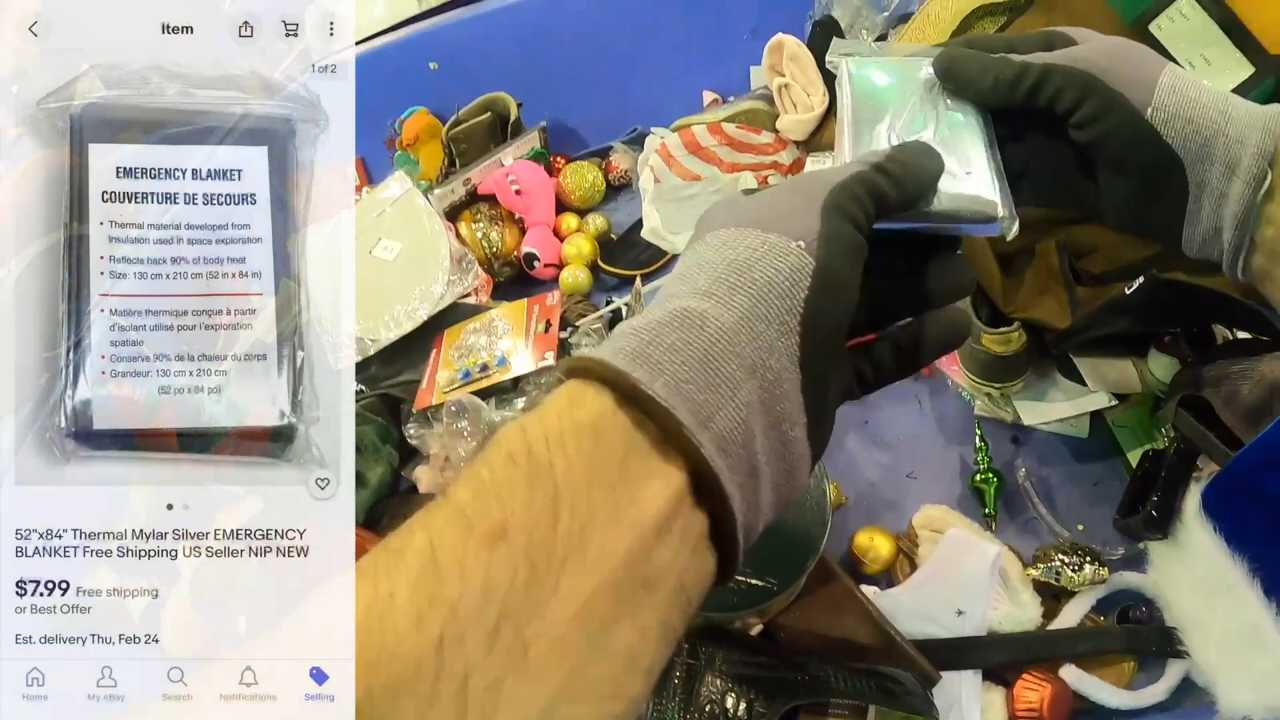 Item
1 of 2
EMERGENCY BLANKET
COUVERTURE DE SECOURS
• Thermal material developed from
insulation used in space exploration
• Reflects back 90% of body heat
• Size: 130 cm x 210 cm (52 in x 84 in)
• Matière thermique conçue à partir
d'isolant utilisé pour l'exploration
spatiale
• Conserve 90% de la chaleur du corps
• Grandeur: 130 cm x 210 cm
(52 po x 84 po)
52"x84" Thermal Mylar Silver EMERGENCY
BLANKET Free Shipping US Seller NIP NEW
$7.99 Free shipping
or Best Offer
Est. delivery Thu, Feb 24
Home
My eBay
Search
Notifications
Selling